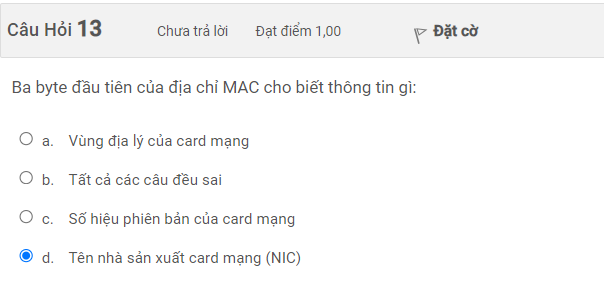 Câu Hỏi 13 Chưa trả lời Đạt điểm 1,00 Đặt cờ
Ba byte đầu tiên của địa chỉ MAC cho biết thông tin gì:
a. Vùng địa lý của card mạng
b. Tất cả các câu đều sai
c. Số hiệu phiên bản của card mạng
d. Tên nhà sản xuất card mạng (NIC)